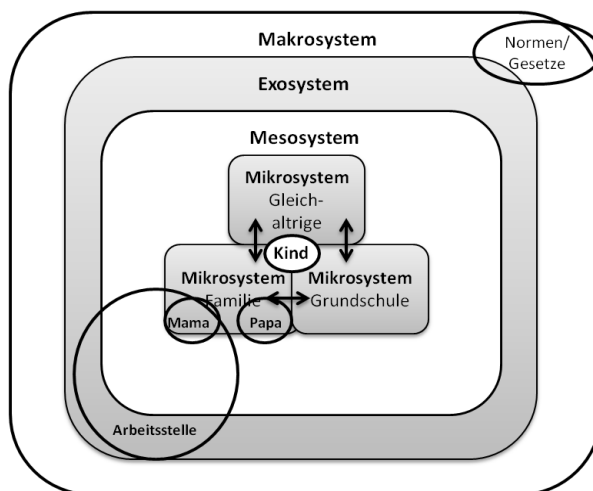 Makrosystem
Normen/
Gesetze
Exosystem
Mesosystem
Mikrosystem
Gleich-
altrige
Kind
Mikrosystem
Familie
Mikrosystem
Grundschule
Mama
Papa
Arbeitsstelle